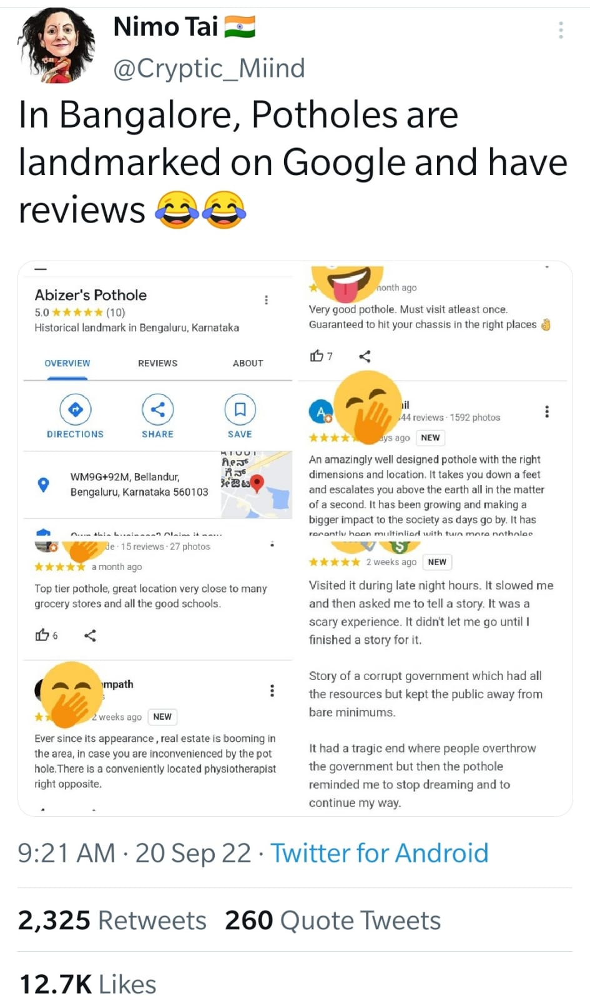 Nimo Tai 🇮🇳
@Cryptic_Miind
In Bangalore, Potholes are
landmarked on Google and have
reviews 😂😂
Abizer's Pothole
5.0 ★★★★★ (10)
Historical landmark in Bengaluru, Karnataka
OVERVIEW REVIEWS ABOUT
DIRECTIONS SHARE SAVE
WM9G+92M, Bellandur,
Bengaluru, Karnataka 560103
Own this business? Claim it now
de · 15 reviews · 27 photos
★★★★★ a month ago
Top tier pothole, great location very close to many
grocery stores and all the good schools.
6
mpath
2 weeks ago NEW
Ever since its appearance , real estate is booming in
the area, in case you are inconvenienced by the pot
hole.There is a conveniently located physiotherapist
right opposite.
month ago
Very good pothole. Must visit atleast once.
Guaranteed to hit your chassis in the right places 👌
7
A
il
44 reviews · 1592 photos
ays ago NEW
An amazingly well designed pothole with the right
dimensions and location. It takes you down a feet
and escalates you above the earth all in the matter
of a second. It has been growing and making a
bigger impact to the society as days go by. It has
recently been multiplied with two more potholes
★★★★★ 2 weeks ago NEW
Visited it during late night hours. It slowed me
and then asked me to tell a story. It was a
scary experience. It didn't let me go until I
finished a story for it.
Story of a corrupt government which had all
the resources but kept the public away from
bare minimums.
It had a tragic end where people overthrow
the government but then the pothole
reminded me to stop dreaming and to
continue my way.
9:21 AM · 20 Sep 22 · Twitter for Android
2,325 Retweets 260 Quote Tweets
12.7K Likes